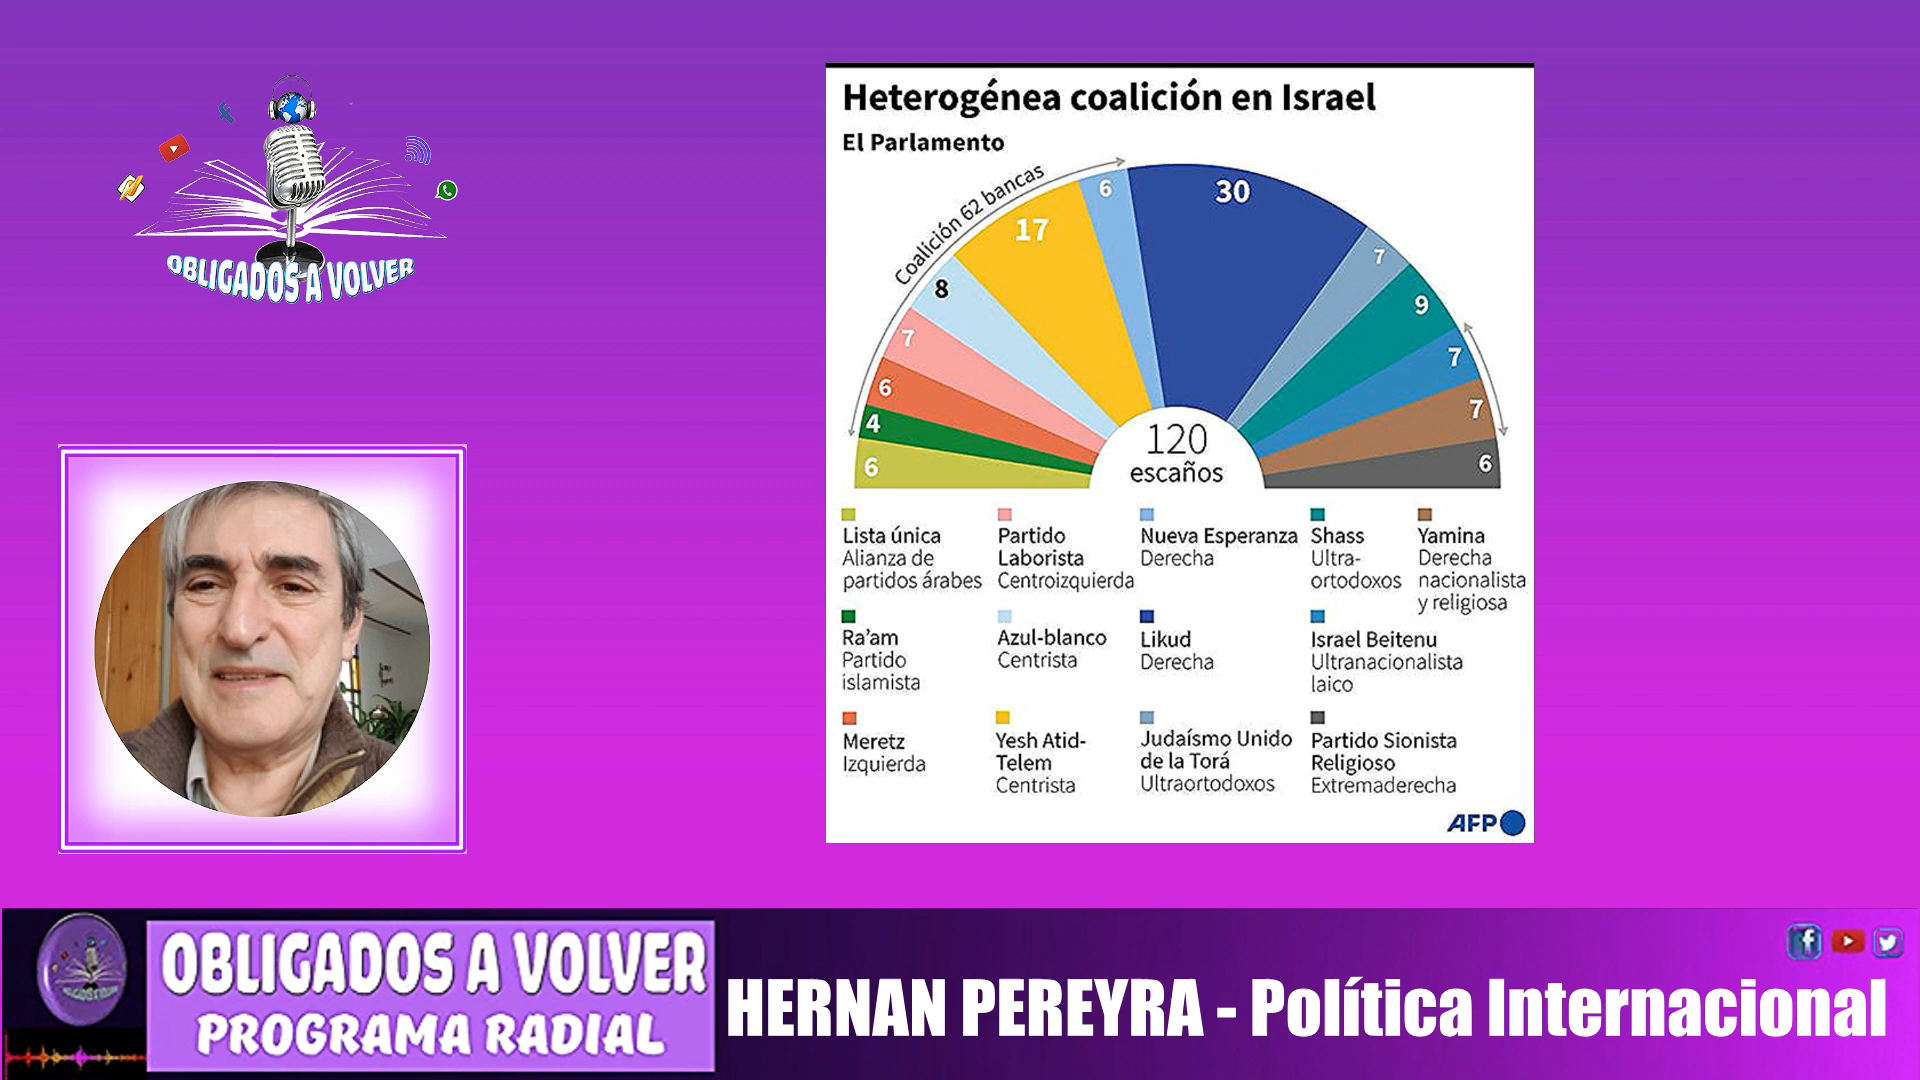 OBLIGADOS A VOLVER
Heterogénea coalición en Israel
El Parlamento
Coalición 62 bancas
6
4
6
7
8
17
6
30
7
9
7
7
6
120
escaños
Lista única
Alianza de
partidos árabes
Partido
Laborista
Centroizquierda
Nueva Esperanza
Derecha
Shass
Ultra-
ortodoxos
Yamina
Derecha
nacionalista
y religiosa
Ra'am
Partido
islamista
Azul-blanco
Centrista
Likud
Derecha
Israel Beitenu
Ultranacionalista
laico
Meretz
Izquierda
Yesh Atid-
Telem
Centrista
Judaísmo Unido
de la Torá
Ultraortodoxos
Partido Sionista
Religioso
Extremaderecha
AFP
OBLIGADOS A VOLVER
PROGRAMA RADIAL
HERNAN PEREYRA - Política Internacional